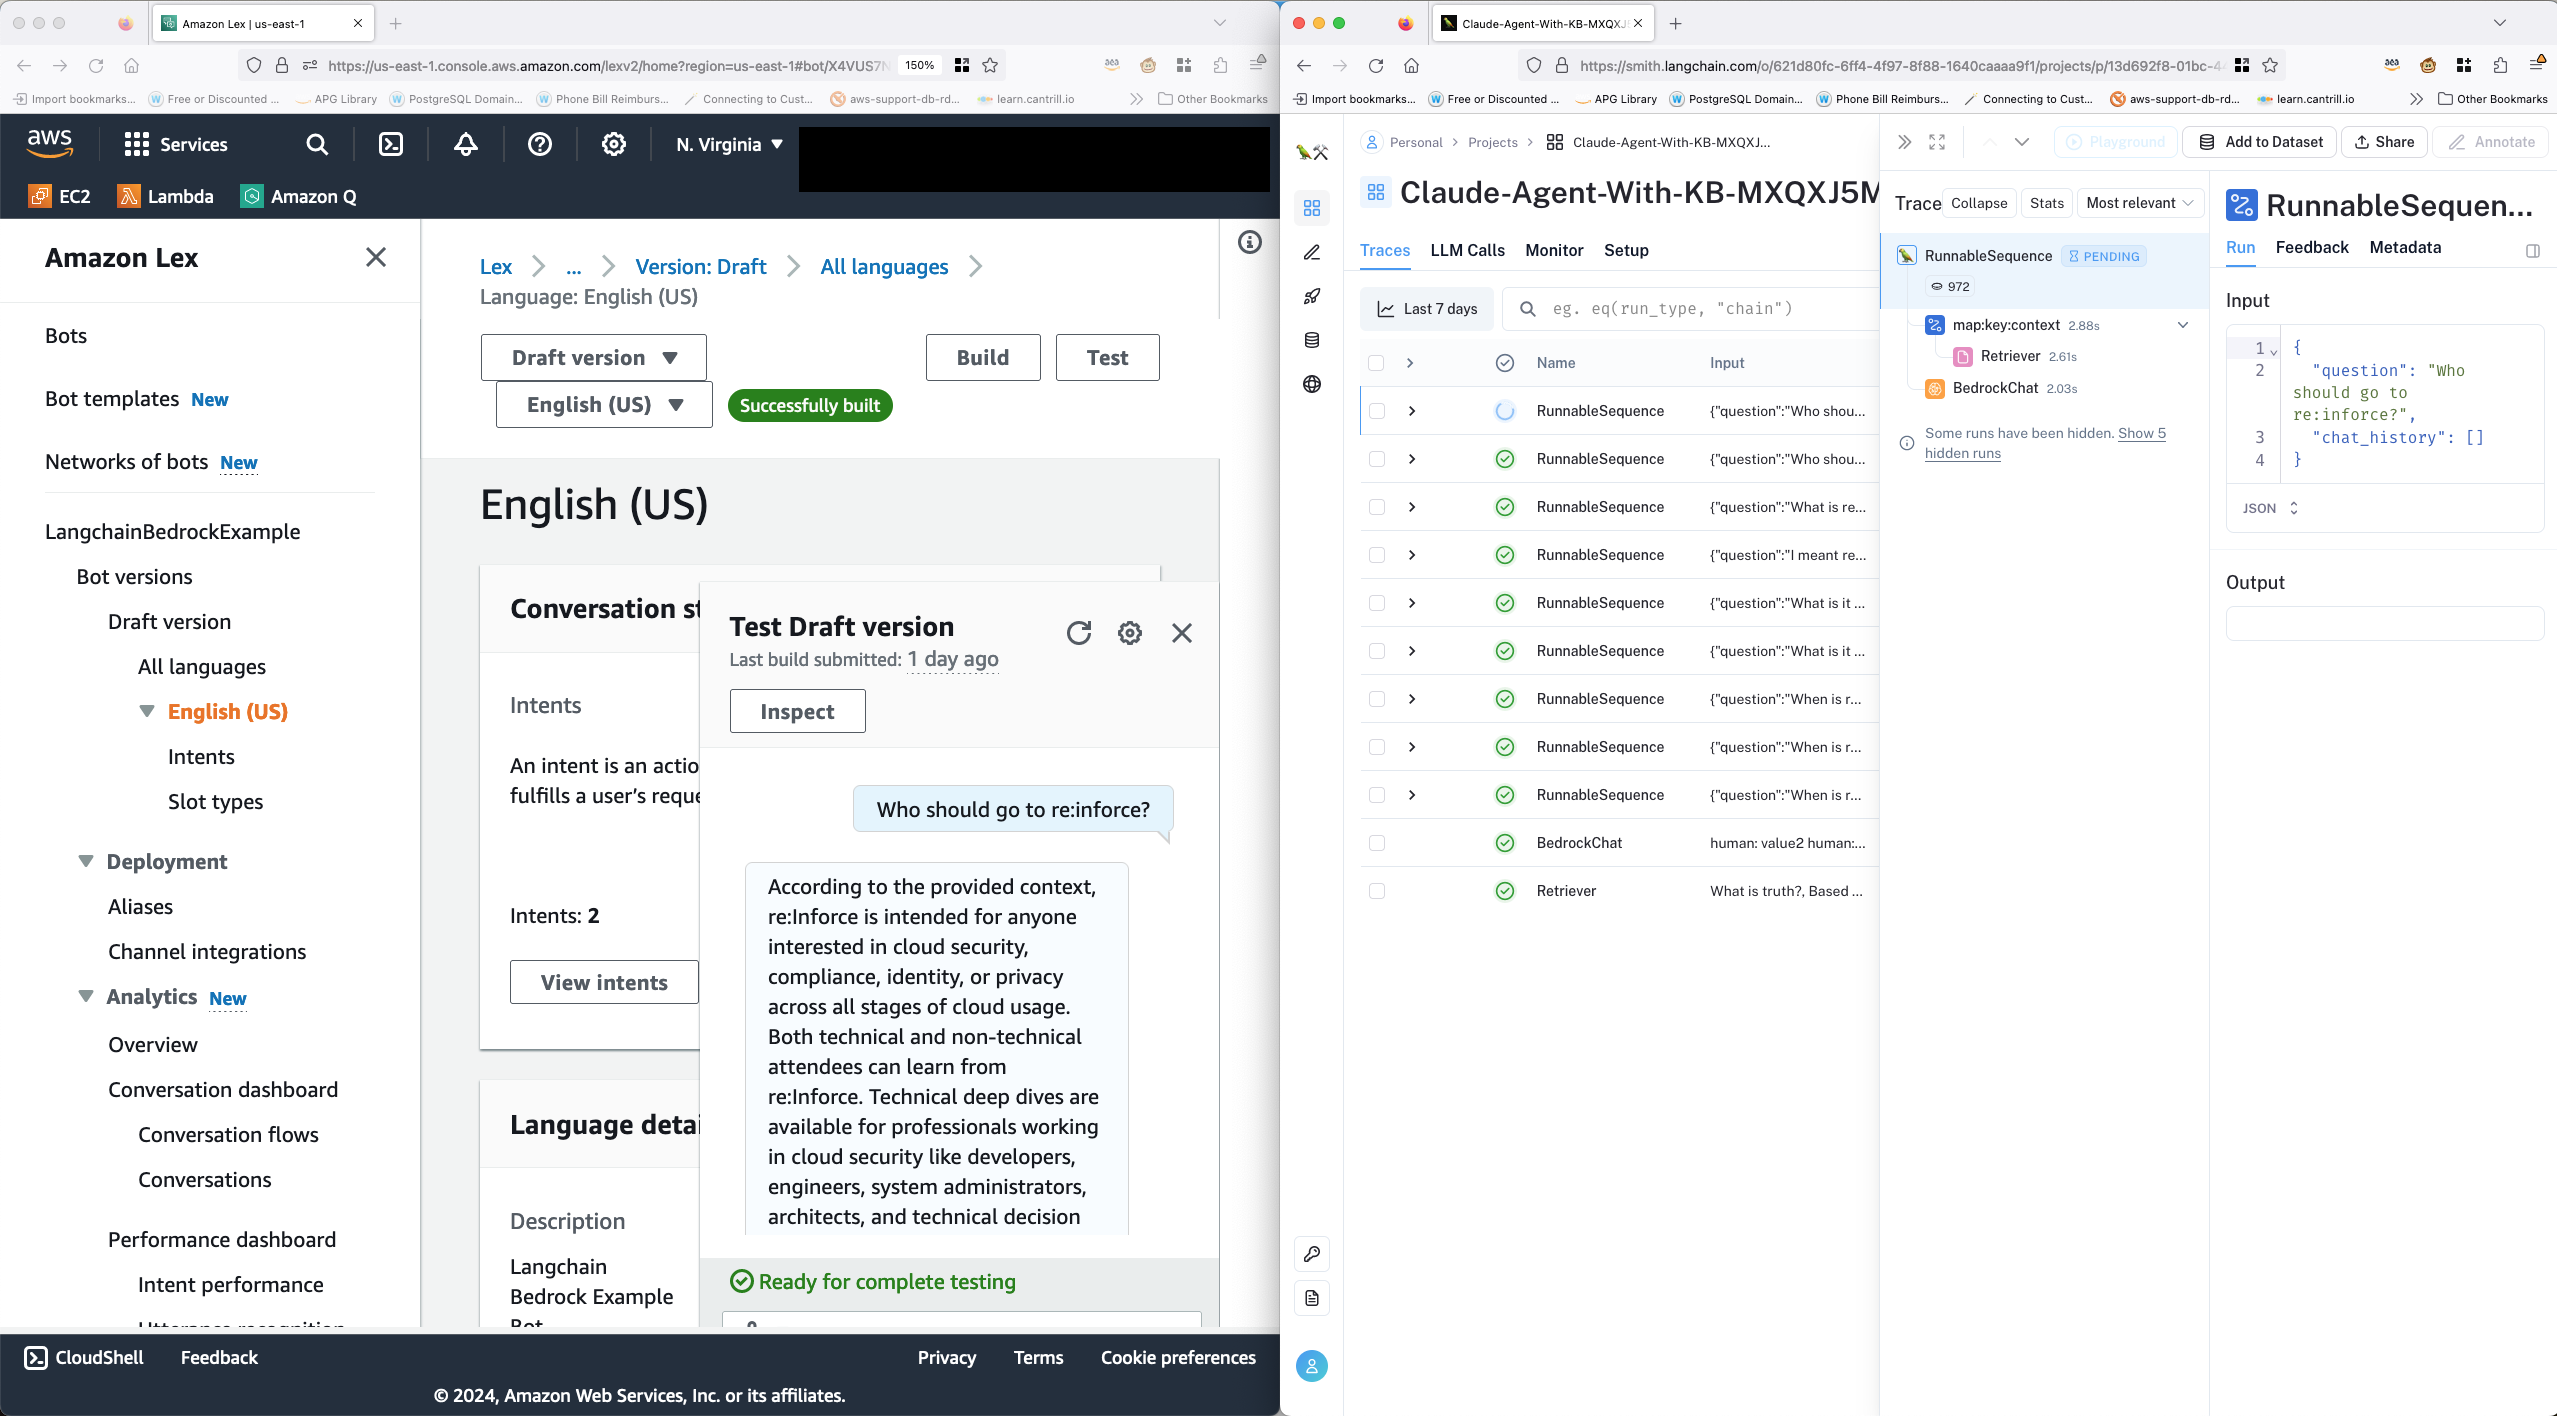 Amazon Lex | us-east-1
https://us-east-1.console.aws.amazon.com/lexv2/home?region=us-east-1#bot/X4VUS7N
150%
Import bookmarks...
Free or Discounted ...
APG Library
PostgreSQL Domain...
Phone Bill Reimburs...
Connecting to Cust...
aws-support-db-rd...
learn.cantrill.io
Other Bookmarks
aws
Services
N. Virginia
EC2
Lambda
Amazon Q
Amazon Lex
Bots
Bot templates New
Networks of bots New
LangchainBedrockExample
Bot versions
Draft version
All languages
English (US)
Intents
Slot types
Deployment
Aliases
Channel integrations
Analytics New
Overview
Conversation dashboard
Conversation flows
Conversations
Performance dashboard
Intent performance
Utterance recognition
Lex
...
Version: Draft
All languages
Language: English (US)
Draft version
Build
Test
English (US)
Successfully built
English (US)
Conversation st
Intents
An intent is an actio
fulfills a user's reque
Intents: 2
View intents
Language detai
Description
Langchain
Bedrock Example
Bot
Test Draft version
Last build submitted: 1 day ago
Inspect
Who should go to re:inforce?
According to the provided context,
re:Inforce is intended for anyone
interested in cloud security,
compliance, identity, or privacy
across all stages of cloud usage.
Both technical and non-technical
attendees can learn from
re:Inforce. Technical deep dives are
available for professionals working
in cloud security like developers,
engineers, system administrators,
architects, and technical decision
Ready for complete testing
CloudShell
Feedback
Privacy
Terms
Cookie preferences
© 2024, Amazon Web Services, Inc. or its affiliates.
Claude-Agent-With-KB-MXQXJ
https://smith.langchain.com/o/621d80fc-6ff4-4f97-8f88-1640caaaa9f1/projects/p/13d692f8-01bc-44
Import bookmarks...
Free or Discounted ...
APG Library
PostgreSQL Domain...
Phone Bill Reimburs...
Connecting to Cust...
aws-support-db-rd...
learn.cantrill.io
Other Bookmarks
Personal
Projects
Claude-Agent-With-KB-MXQXJ...
Claude-Agent-With-KB-MXQXJ5M
Traces
LLM Calls
Monitor
Setup
Last 7 days
eg. eq(run_type, "chain")
Name
Input
RunnableSequence
{"question":"Who shou...
RunnableSequence
{"question":"Who shou...
RunnableSequence
{"question":"What is re...
RunnableSequence
{"question":"I meant re...
RunnableSequence
{"question":"What is it ...
RunnableSequence
{"question":"What is it ...
RunnableSequence
{"question":"When is r...
RunnableSequence
{"question":"When is r...
RunnableSequence
{"question":"When is r...
BedrockChat
human: value2 human:...
Retriever
What is truth?, Based ...
Playground
Add to Dataset
Share
Annotate
Trace
Collapse
Stats
Most relevant
RunnableSequence
PENDING
972
map:key:context 2.88s
Retriever 2.61s
BedrockChat 2.03s
Some runs have been hidden. Show 5
hidden runs
RunnableSequen...
Run
Feedback
Metadata
Input
1 {
2 "question": "Who
should go to
re:inforce?",
3 "chat_history": []
4 }
JSON
Output